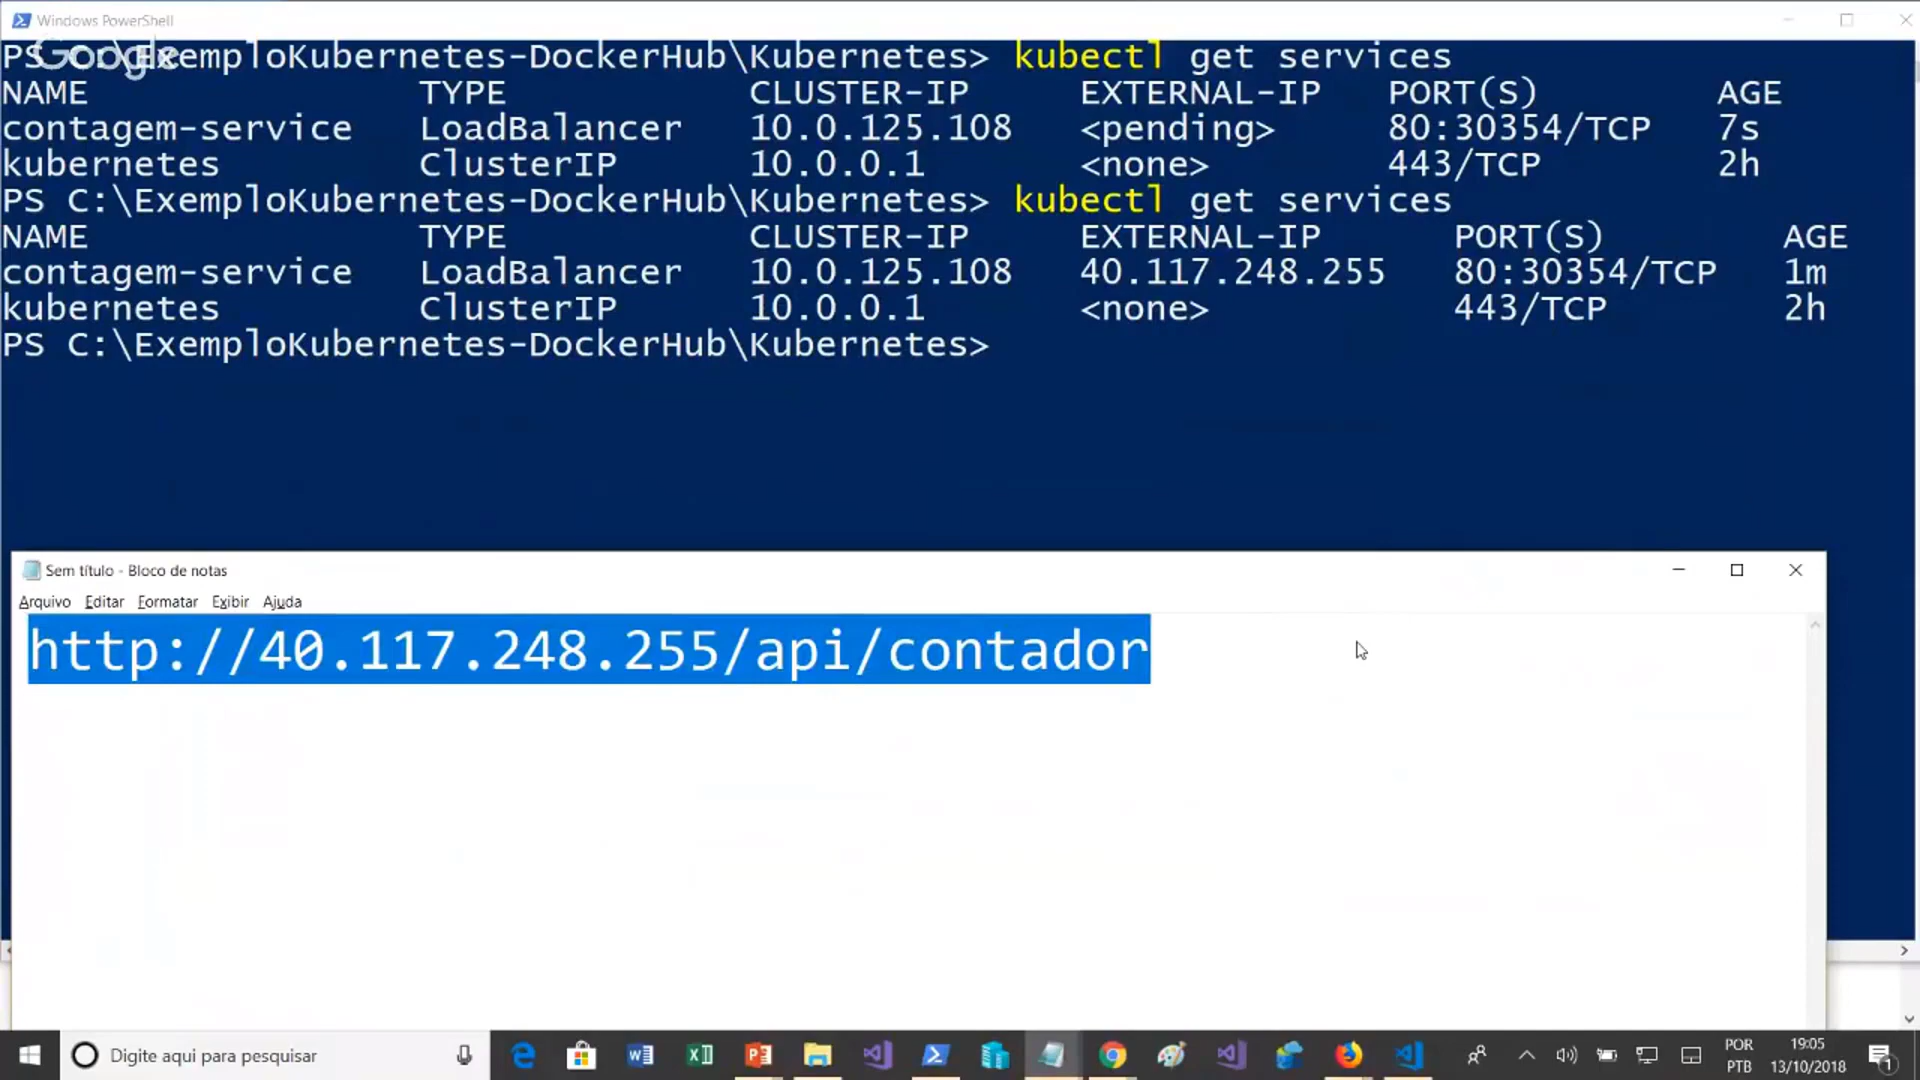 Windows PowerShell
Google
PS C:\ExemploKubernetes-DockerHub\Kubernetes> kubectl get services
NAME TYPE CLUSTER-IP EXTERNAL-IP PORT(S) AGE
contagem-service LoadBalancer 10.0.125.108 <pending> 80:30354/TCP 7s
kubernetes ClusterIP 10.0.0.1 <none> 443/TCP 2h
PS C:\ExemploKubernetes-DockerHub\Kubernetes> kubectl get services
NAME TYPE CLUSTER-IP EXTERNAL-IP PORT(S) AGE
contagem-service LoadBalancer 10.0.125.108 40.117.248.255 80:30354/TCP 1m
kubernetes ClusterIP 10.0.0.1 <none> 443/TCP 2h
PS C:\ExemploKubernetes-DockerHub\Kubernetes>
Sem título - Bloco de notas
Arquivo Editar Formatar Exibir Ajuda
http://40.117.248.255/api/contador
Digite aqui para pesquisar
POR 19:05
PTB 13/10/2018 1